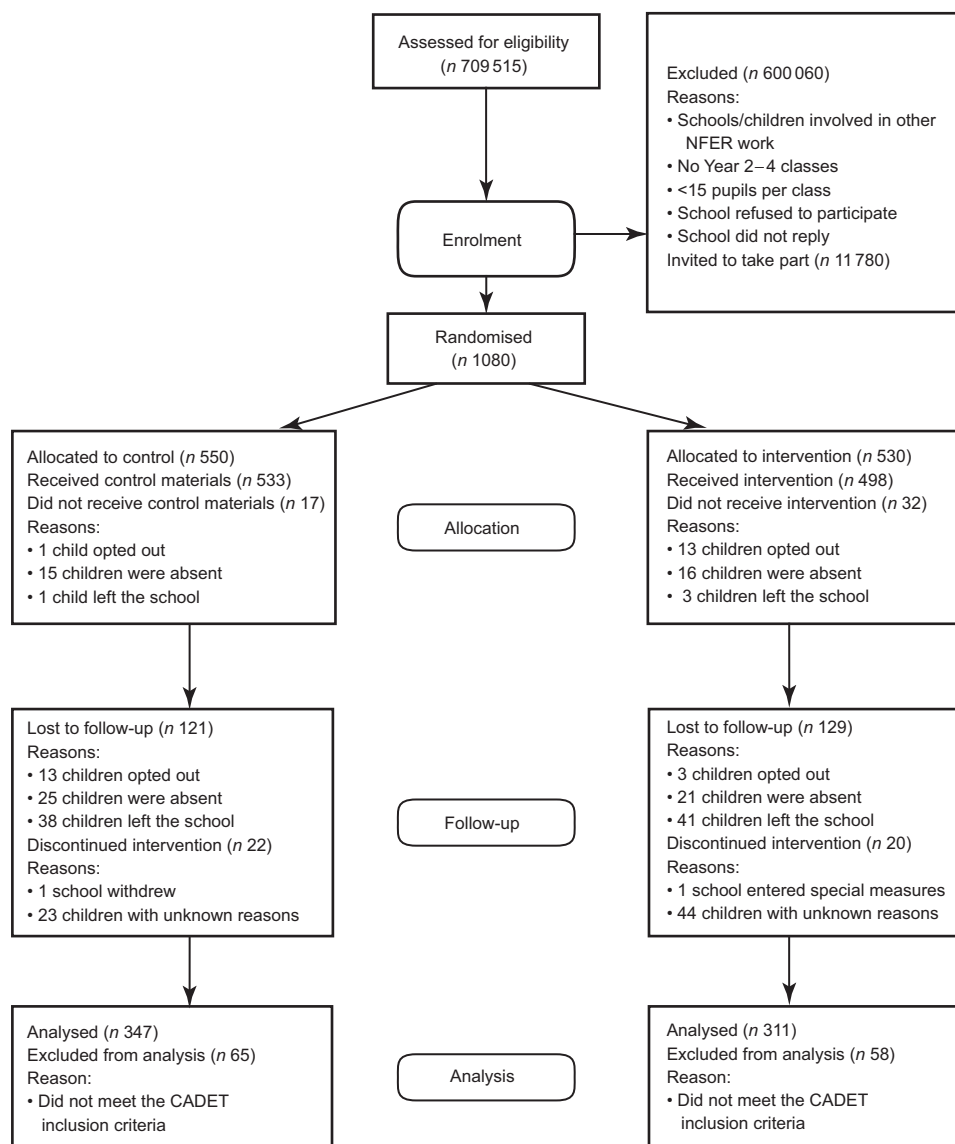 Assessed for eligibility
(n 709 515)
Excluded (n 600 060)
Reasons:
• Schools/children involved in other
NFER work
• No Year 2–4 classes
• <15 pupils per class
• School refused to participate
• School did not reply
Invited to take part (n 11 780)
Enrolment
Randomised
(n 1080)
Allocated to control (n 550)
Received control materials (n 533)
Did not receive control materials (n 17)
Reasons:
• 1 child opted out
• 15 children were absent
• 1 child left the school
Allocation
Allocated to intervention (n 530)
Received intervention (n 498)
Did not receive intervention (n 32)
Reasons:
• 13 children opted out
• 16 children were absent
• 3 children left the school
Lost to follow-up (n 121)
Reasons:
• 13 children opted out
• 25 children were absent
• 38 children left the school
Discontinued intervention (n 22)
Reasons:
• 1 school withdrew
• 23 children with unknown reasons
Follow-up
Lost to follow-up (n 129)
Reasons:
• 3 children opted out
• 21 children were absent
• 41 children left the school
Discontinued intervention (n 20)
Reasons:
• 1 school entered special measures
• 44 children with unknown reasons
Analysed (n 347)
Excluded from analysis (n 65)
Reason:
• Did not meet the CADET
inclusion criteria
Analysis
Analysed (n 311)
Excluded from analysis (n 58)
Reason:
• Did not meet the CADET
inclusion criteria